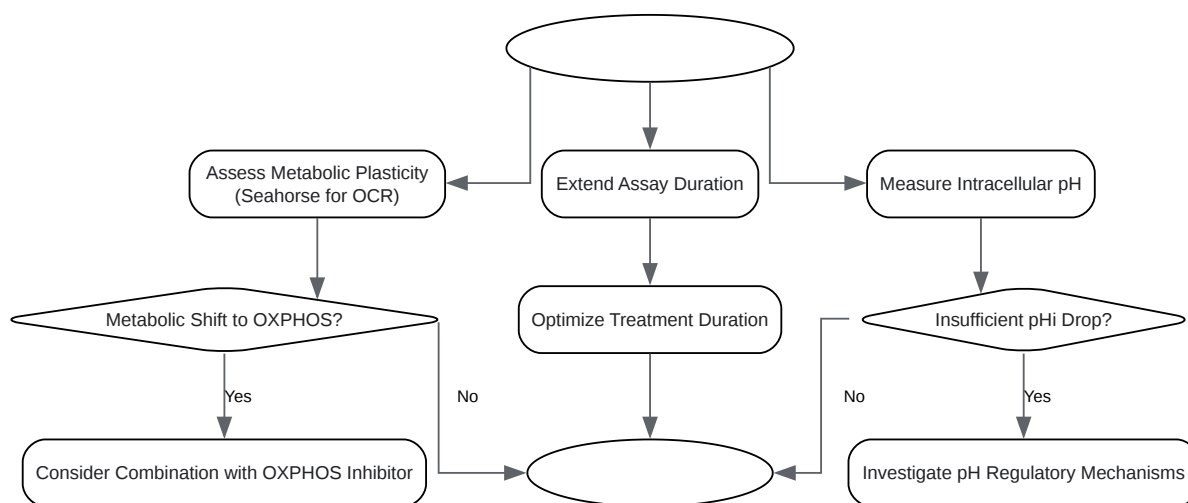 Assess Metabolic Plasticity
(Seahorse for OCR)
Extend Assay Duration
Measure Intracellular pH
Metabolic Shift to OXPHOS?
Optimize Treatment Duration
Insufficient pHi Drop?
Yes
No
No
Yes
Consider Combination with OXPHOS Inhibitor
Investigate pH Regulatory Mechanisms